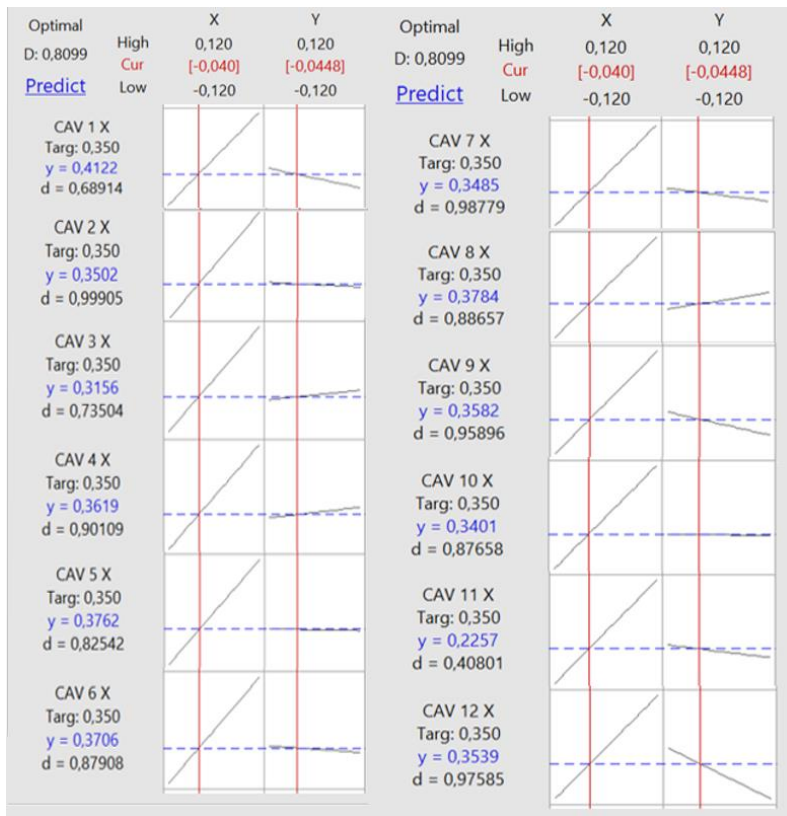 Optimal
D: 0,8099
Predict
High
Cur
Low
X
0,120
[-0,040]
-0,120
Y
0,120
[-0,0448]
-0,120
CAV 1 X
Targ: 0,350
y = 0,4122
d = 0,68914
CAV 2 X
Targ: 0,350
y = 0,3502
d = 0,99905
CAV 3 X
Targ: 0,350
y = 0,3156
d = 0,73504
CAV 4 X
Targ: 0,350
y = 0,3619
d = 0,90109
CAV 5 X
Targ: 0,350
y = 0,3762
d = 0,82542
CAV 6 X
Targ: 0,350
y = 0,3706
d = 0,87908
Optimal
D: 0,8099
Predict
High
Cur
Low
X
0,120
[-0,040]
-0,120
Y
0,120
[-0,0448]
-0,120
CAV 7 X
Targ: 0,350
y = 0,3485
d = 0,98779
CAV 8 X
Targ: 0,350
y = 0,3784
d = 0,88657
CAV 9 X
Targ: 0,350
y = 0,3582
d = 0,95896
CAV 10 X
Targ: 0,350
y = 0,3401
d = 0,87658
CAV 11 X
Targ: 0,350
y = 0,2257
d = 0,40801
CAV 12 X
Targ: 0,350
y = 0,3539
d = 0,97585